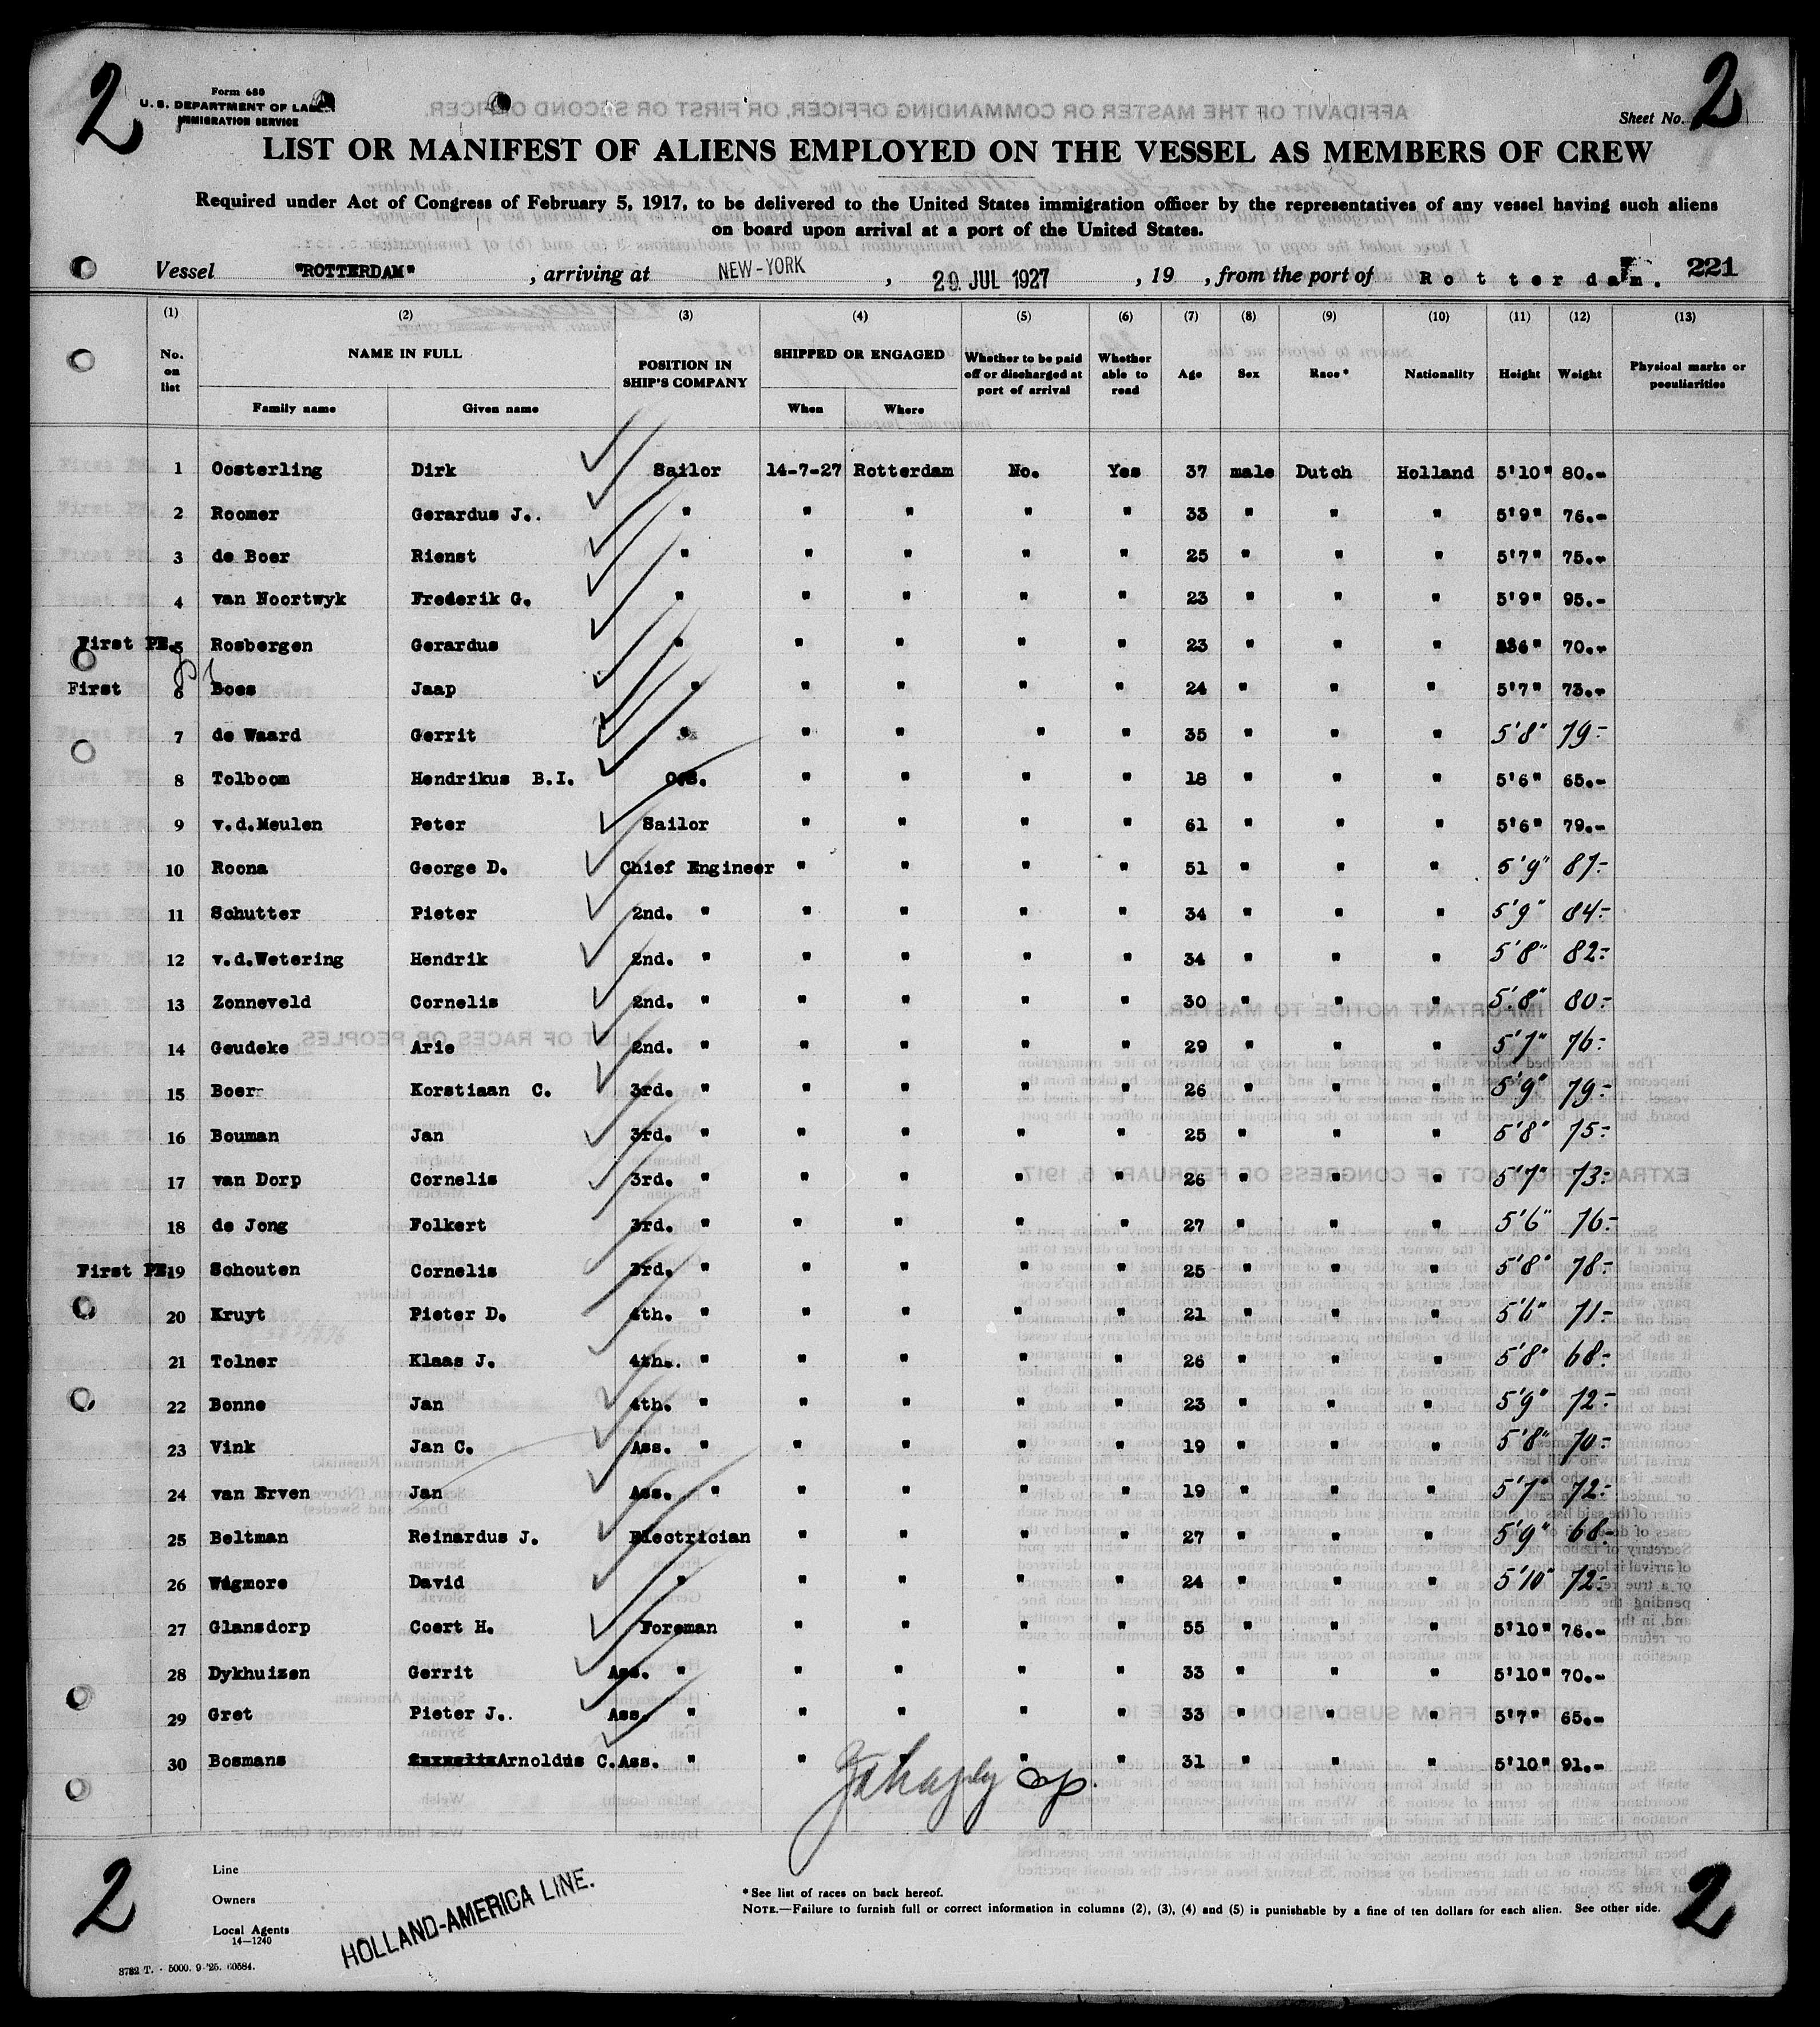 2
2
Form 680
U. S. DEPARTMENT OF LABOR
IMMIGRATION SERVICE
Sheet No. 2
LIST OR MANIFEST OF ALIENS EMPLOYED ON THE VESSEL AS MEMBERS OF CREW
Required under Act of Congress of February 5, 1917, to be delivered to the United States immigration officer by the representatives of any vessel having such aliens
on board upon arrival at a port of the United States.
Vessel "ROTTERDAM", arriving at NEW-YORK, 29 JUL 1927, 19 , from the port of Rotterdam. 221
(1) (2) (3) (4) (5) (6) (7) (8) (9) (10) (11) (12) (13)
No. on list NAME IN FULL POSITION IN SHIP'S COMPANY SHIPPED OR ENGAGED Whether to be paid off or discharged at port of arrival Whether able to read Age Sex Race* Nationality Height Weight Physical marks or peculiarities
Family name Given name When Where
1 Oosterling Dirk Sailor 14-7-27 Rotterdam No. Yes 37 male Dutch Holland 5'10" 80.-
2 Roomer Gerardus J.. " " " " " 33 " " " 5'9" 76.-
3 de Boer Rienst " " " " " 25 " " " 5'7" 75.-
4 van Noortwyk Frederik G. " " " " " 23 " " " 5'9" 95.-
First PE. 5 Rosbergen Gerardus " " " " " 23 " " " 6" 70.-
First 6 Boes Jaap " " " " " 24 " " " 5'7" 73.-
7 de Waard Gerrit " " " " " 35 " " " 5'8" 79-
8 Tolboom Hendrikus B.I. O.S. " " " " 18 " " " 5'6" 65.-
9 v.d.Meulen Peter Sailor " " " " 61 " " " 5'6" 79.-
10 Roona George D. Chief Engineer " " " " 51 " " " 5'9" 87-
11 Schutter Pieter 2nd. " " " " " 34 " " " 5'9" 84-
12 v.d.Wetering Hendrik 2nd. " " " " " 34 " " " 5'8" 82-
13 Zonneveld Cornelis 2nd. " " " " " 30 " " " 5'8" 80-
14 Geudeke Arie 2nd. " " " " " 29 " " " 5'7" 76-
15 Boer Korstiaan C. 3rd. " " " " " 26 " " " 5'9" 79-
16 Bouman Jan 3rd. " " " " " 25 " " " 5'8" 75-
17 van Dorp Cornelis 3rd. " " " " " 26 " " " 5'7" 73-
18 de Jong Folkert 3rd. " " " " " 27 " " " 5'6" 76-
First PE. 19 Schouten Cornelis 3rd. " " " " " 25 " " " 5'8" 78-
20 Kruyt Pieter D. 4th. " " " " " 21 " " " 5'6" 71-
21 Tolner Klaas J. 4th.. " " " " " 26 " " " 5'8" 68-
22 Bonne Jan 4th. " " " " " 23 " " " 5'9" 72-
23 Vink Jan C. Ass. " " " " " 19 " " " 5'8" 70-
24 van Erven Jan Ass. " " " " " 19 " " " 5'7" 72-
25 Beltman Reinardus J. Electrician " " " " 27 " " " 5'9" 68-
26 Wigmore David " " " " " 24 " " " 5'10" 72-
27 Glansdorp Coert H. Foreman " " " " 55 " " " 5'10" 76.-
28 Dykhuizen Gerrit Ass. " " " " " 33 " " " 5'10" 70.-
29 Gret Pieter J.. Ass. " " " " " 33 " " " 5'7" 65.-
30 Bosmans Arnoldus C. Ass. " " " " " 31 " " " 5'10" 91.-
2
2
Line
Owners
Local Agents
14-1240
HOLLAND-AMERICA LINE.
*See list of races on back hereof.
NOTE.—Failure to furnish full or correct information in columns (2), (3), (4) and (5) is punishable by a fine of ten dollars for each alien. See other side.
3782 T. - 5000. 9-'25. 60584.